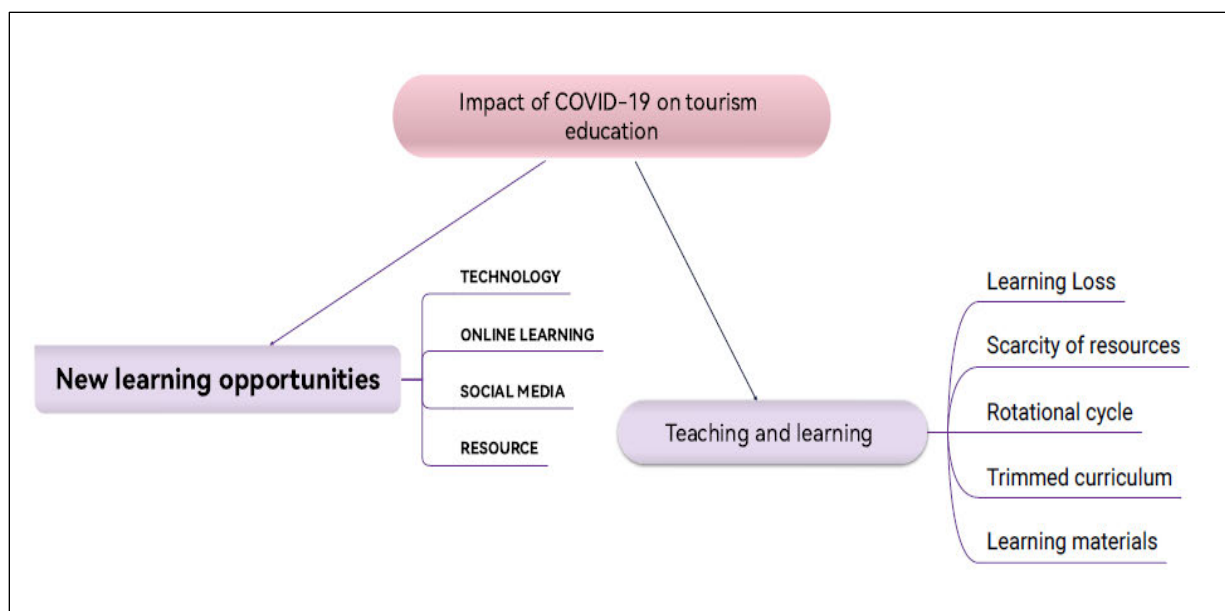 Impact of COVID-19 on tourism
education
TECHNOLOGY
ONLINE LEARNING
SOCIAL MEDIA
RESOURCE
New learning opportunities
Teaching and learning
Learning Loss
Scarcity of resources
Rotational cycle
Trimmed curriculum
Learning materials